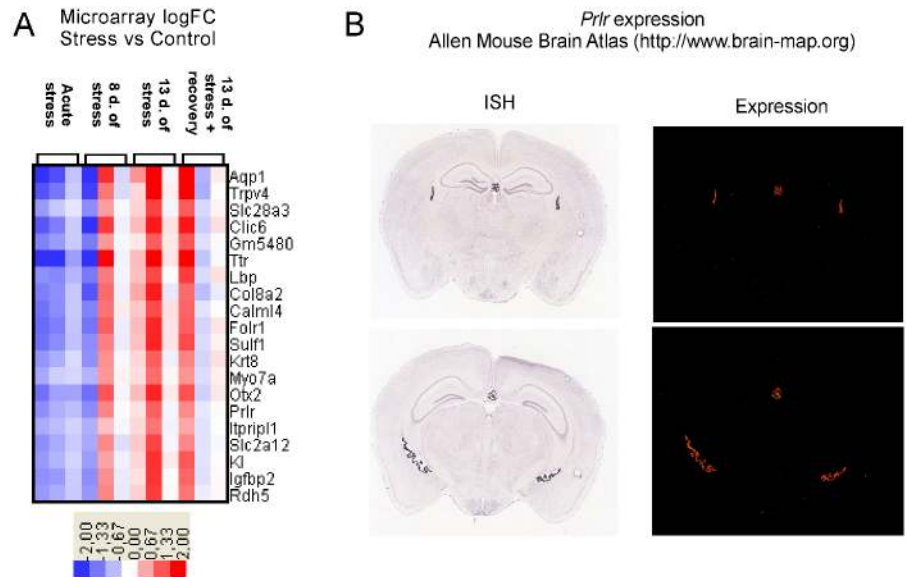 A
Microarray logFC
Stress vs Control
Acute
stress
8 d. of
stress
13 d. of
stress
13 d. of
stress +
recovery
Aqp1
Trpv4
Slc28a3
Clic6
Gm5480
Ttr
Lbp
Col8a2
Calml4
Folr1
Sulf1
Krt8
Myo7a
Otx2
Prlr
Itpripl1
Slc2a12
Kl
Igfbp2
Rdh5
-2,00
-1,33
-0,67
0,00
0,67
1,33
2,00
B
Prlr expression
Allen Mouse Brain Atlas (http://www.brain-map.org)
ISH
Expression